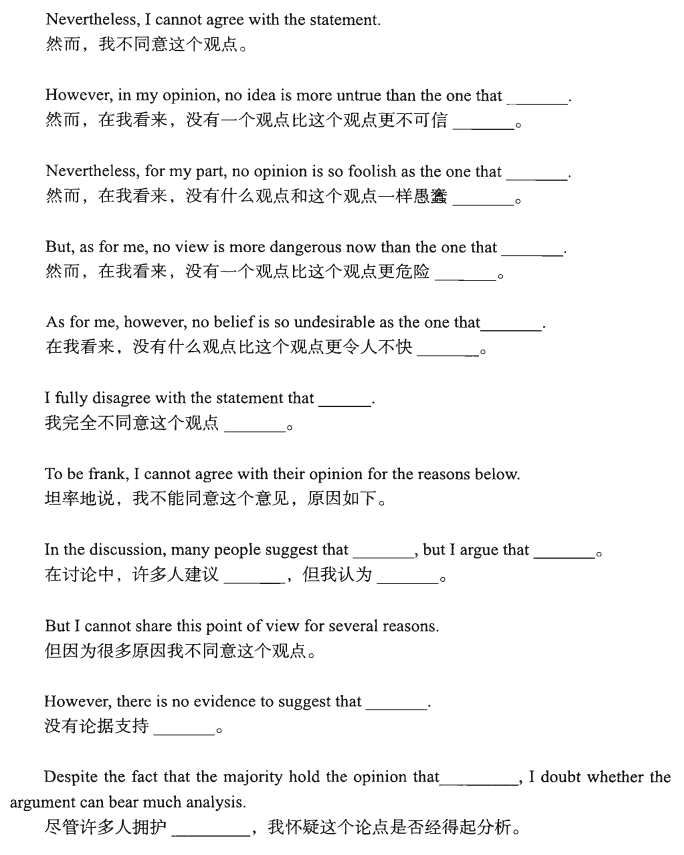 Nevertheless, I cannot agree with the statement.
然而，我不同意这个观点。
However, in my opinion, no idea is more untrue than the one that _______.
然而，在我看来，没有一个观点比这个观点更不可信 _______。
Nevertheless, for my part, no opinion is so foolish as the one that _______.
然而，在我看来，没有什么观点和这个观点一样愚蠢 _______。
But, as for me, no view is more dangerous now than the one that _______.
然而，在我看来，没有一个观点比这个观点更危险 _______。
As for me, however, no belief is so undesirable as the one that_______.
在我看来，没有什么观点比这个观点更令人不快 _______。
I fully disagree with the statement that ______.
我完全不同意这个观点 _______。
To be frank, I cannot agree with their opinion for the reasons below.
坦率地说，我不能同意这个意见，原因如下。
In the discussion, many people suggest that _______, but I argue that _______。
在讨论中，许多人建议 _______，但我认为 _______。
But I cannot share this point of view for several reasons.
但因为很多原因我不同意这个观点。
However, there is no evidence to suggest that _______.
没有论据支持 _______。
Despite the fact that the majority hold the opinion that_________, I doubt whether the
argument can bear much analysis.
尽管许多人拥护 _________，我怀疑这个论点是否经得起分析。